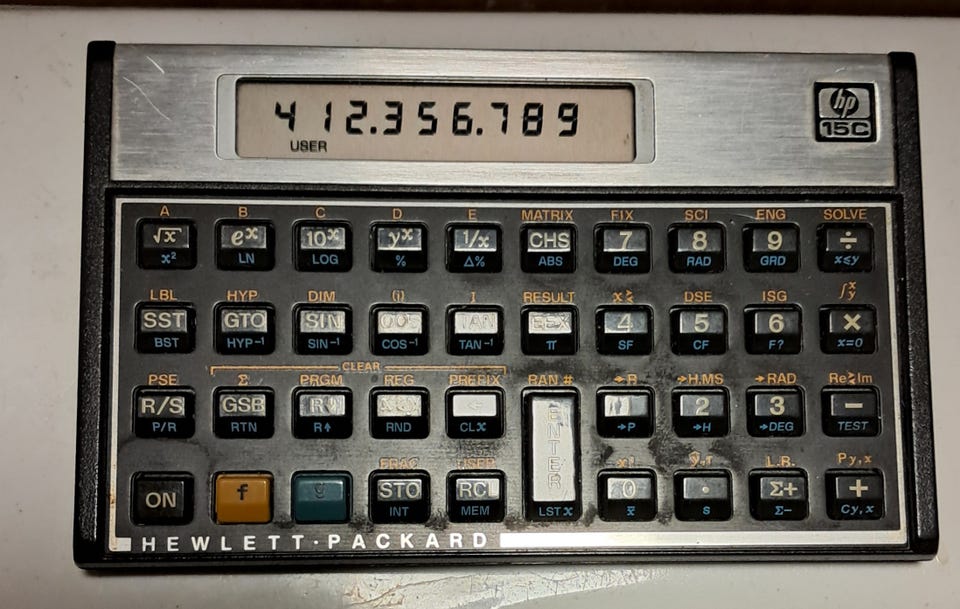 412.356.789
USER
hp
15C
A B C D E MATRIX FIX SCI ENG SOLVE
√x eˣ 10ˣ yˣ 1/x CHS 7 8 9 ÷
x² LN LOG % Δ% ABS DEG RAD GRD x≤y
LBL HYP DIM (i) I RESULT x≷ DSE ISG ∫xy
SST GTO SIN COS TAN EEX 4 5 6 ×
BST HYP⁻¹ SIN⁻¹ COS⁻¹ TAN⁻¹ π SF CF F? x=0
CLEAR
PSE Σ PRGM REG PREFIX RAN # →R →H.MS →RAD Re≷Im
R/S GSB R↓ ← ENTER 1 2 3 −
P/R RTN R↑ RND CLx →P →H →DEG TEST
FRAC USER x! ŷ,r L.R. Py,x
ON f g STO RCL 0 . Σ+ +
INT MEM LSTx x̄ s Σ− Cy,x
HEWLETT·PACKARD